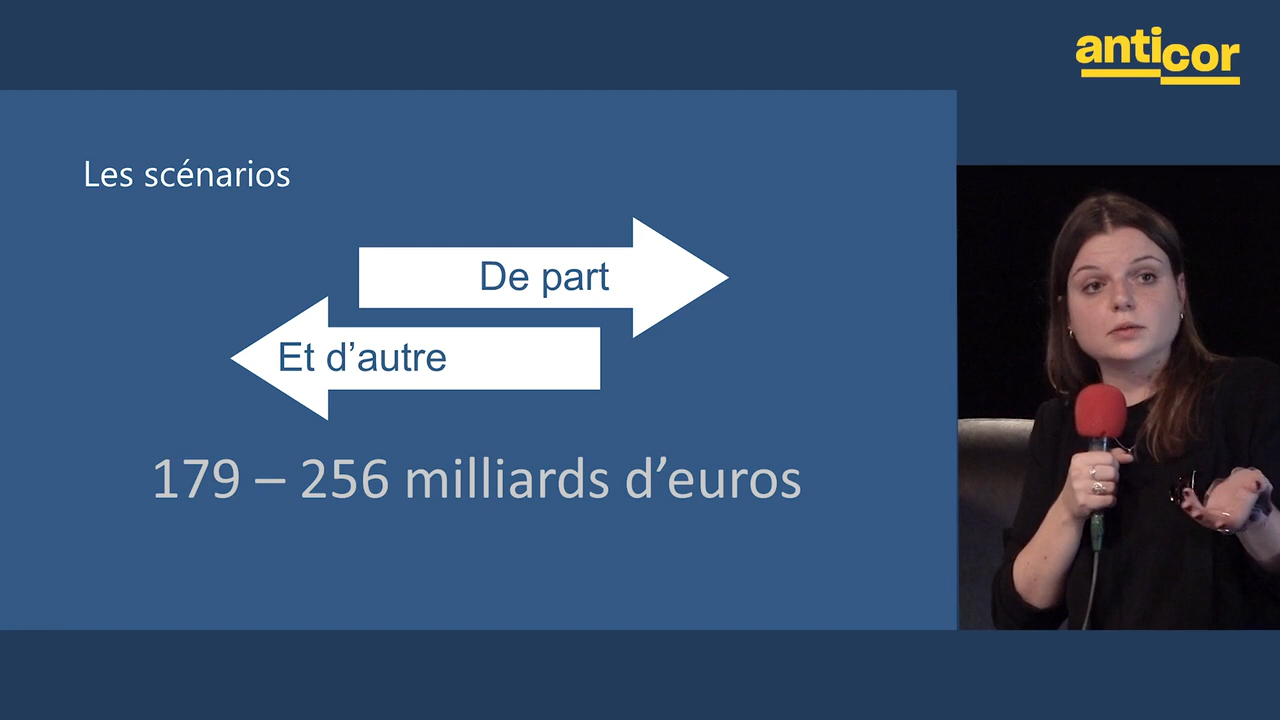 anticor
Les scénarios
De part
Et d’autre
179 – 256 milliards d’euros